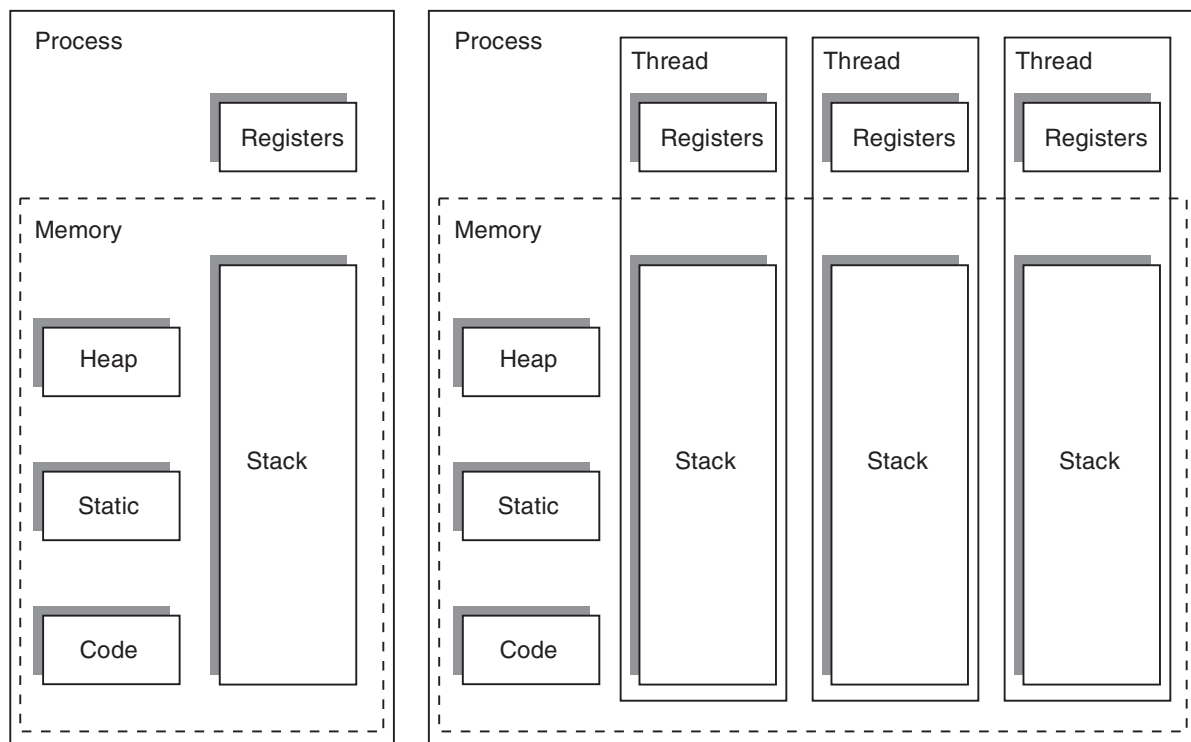 Process
Registers
Memory
Heap
Stack
Static
Code
Process
Thread
Thread
Thread
Registers
Registers
Registers
Memory
Heap
Static
Code
Stack
Stack
Stack